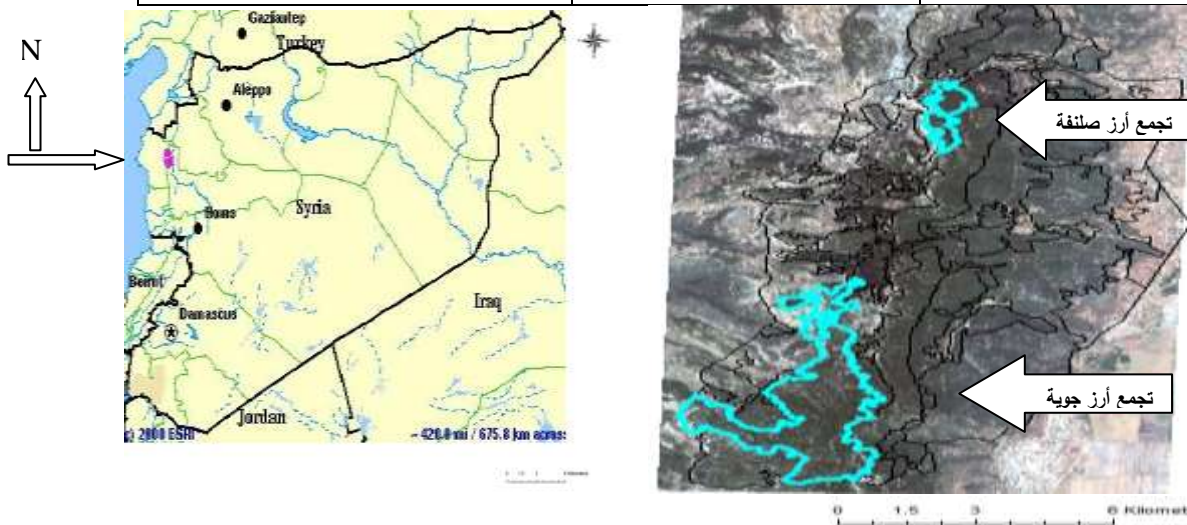 N
Gaziantep
Turkey
Aleppo
Homs
Syria
Beirut
Damascus
Iraq
Jordan
(c) 2000 ESRI
~ 420.0 mi / 675.8 km across
تجمع أرز صلنفة
تجمع أرز جوبة
0 1.5 3 6 Kilomet